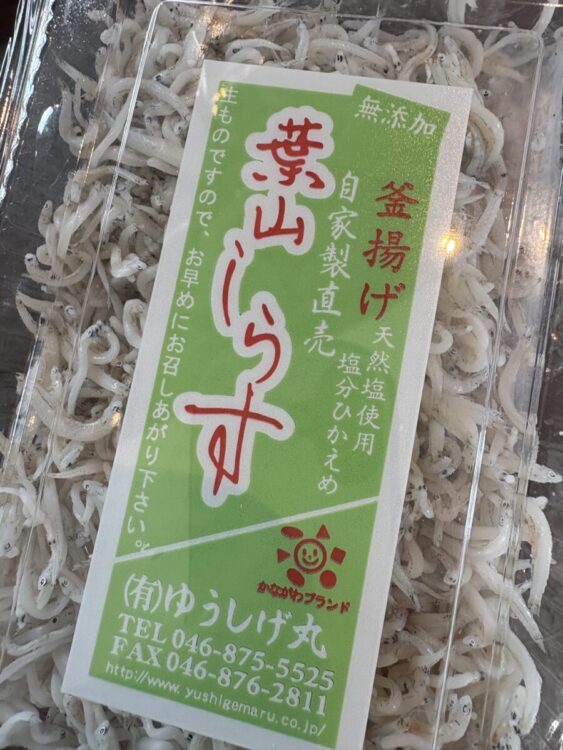 無添加
釜揚げ
天然塩使用
塩分ひかえめ
自家製直売
葉山しらす
生ものですので、お早めにお召しあがり下さい。
かながわブランド
(有)ゆうしげ丸
TEL 046-875-5525
FAX 046-876-2811
http://www.yushigemaru.co.jp/